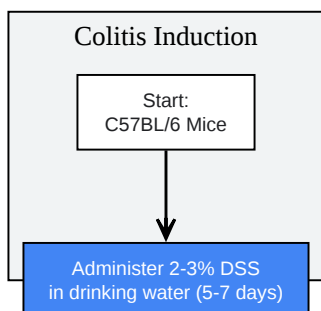 Colitis Induction
Start:
C57BL/6 Mice
Administer 2-3% DSS
in drinking water (5-7 days)